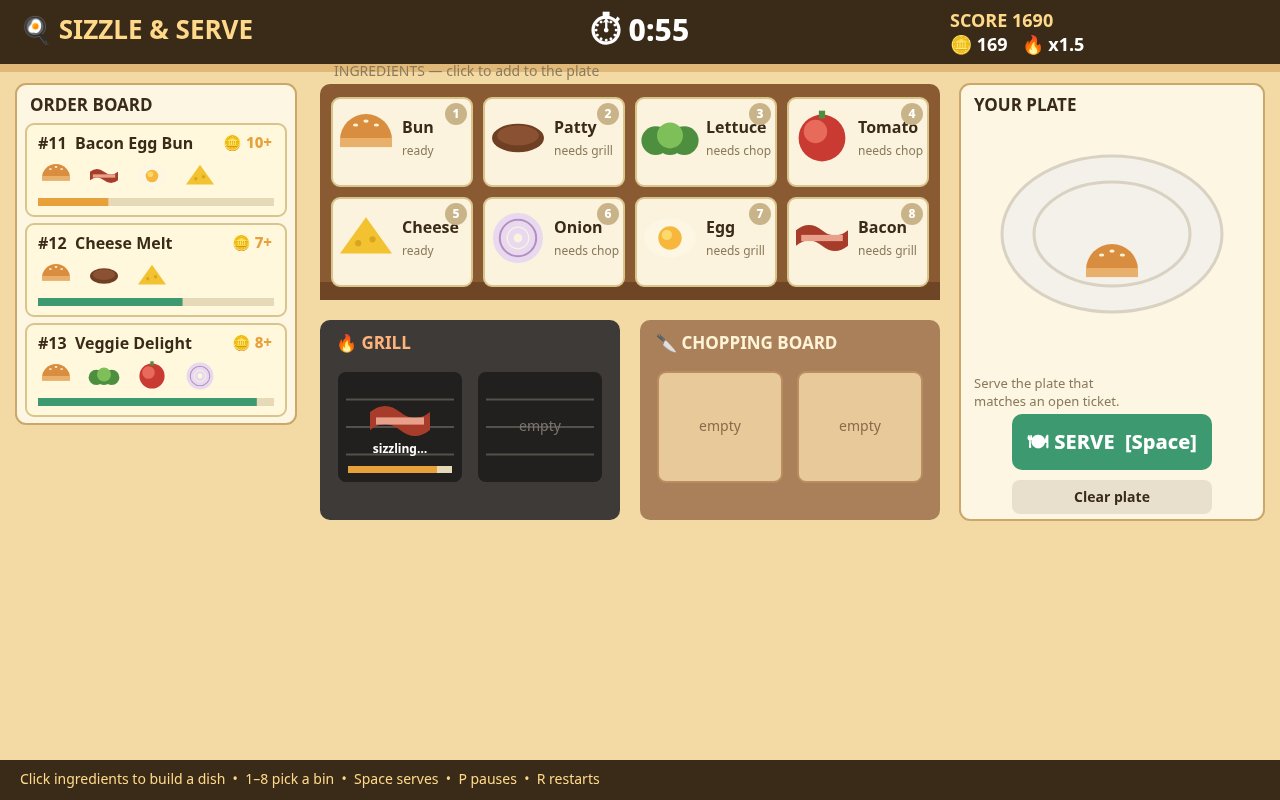 SIZZLE & SERVE
0:55
SCORE 1690
169 x1.5
INGREDIENTS — click to add to the plate
ORDER BOARD
#11 Bacon Egg Bun 10+
#12 Cheese Melt 7+
#13 Veggie Delight 8+
Bun 1
ready
Patty 2
needs grill
Lettuce 3
needs chop
Tomato 4
needs chop
Cheese 5
ready
Onion 6
needs chop
Egg 7
needs grill
Bacon 8
needs grill
GRILL
sizzling...
empty
CHOPPING BOARD
empty
empty
YOUR PLATE
Serve the plate that
matches an open ticket.
SERVE [Space]
Clear plate
Click ingredients to build a dish • 1–8 pick a bin • Space serves • P pauses • R restarts